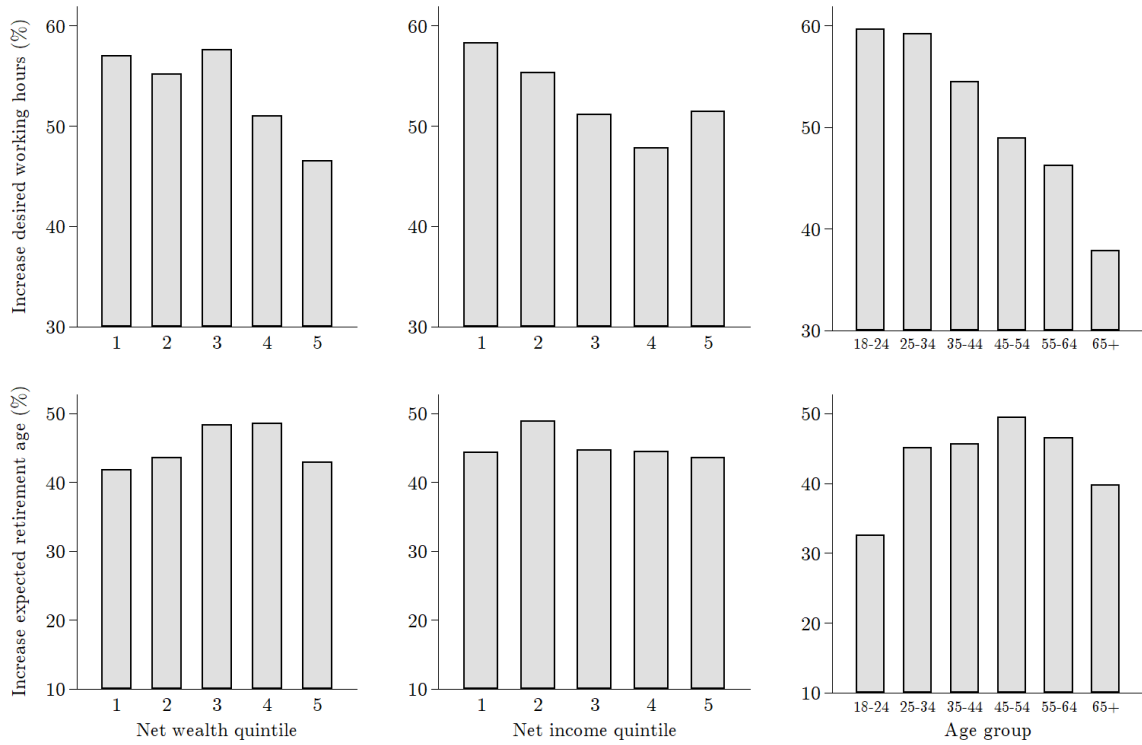 Increase desired working hours (%)
60
50
40
30
1 2 3 4 5
60
50
40
30
1 2 3 4 5
60
50
40
30
18-24 25-34 35-44 45-54 55-64 65+
Increase expected retirement age (%)
50
40
30
20
10
1 2 3 4 5
Net wealth quintile
50
40
30
20
10
1 2 3 4 5
Net income quintile
50
40
30
20
10
18-24 25-34 35-44 45-54 55-64 65+
Age group